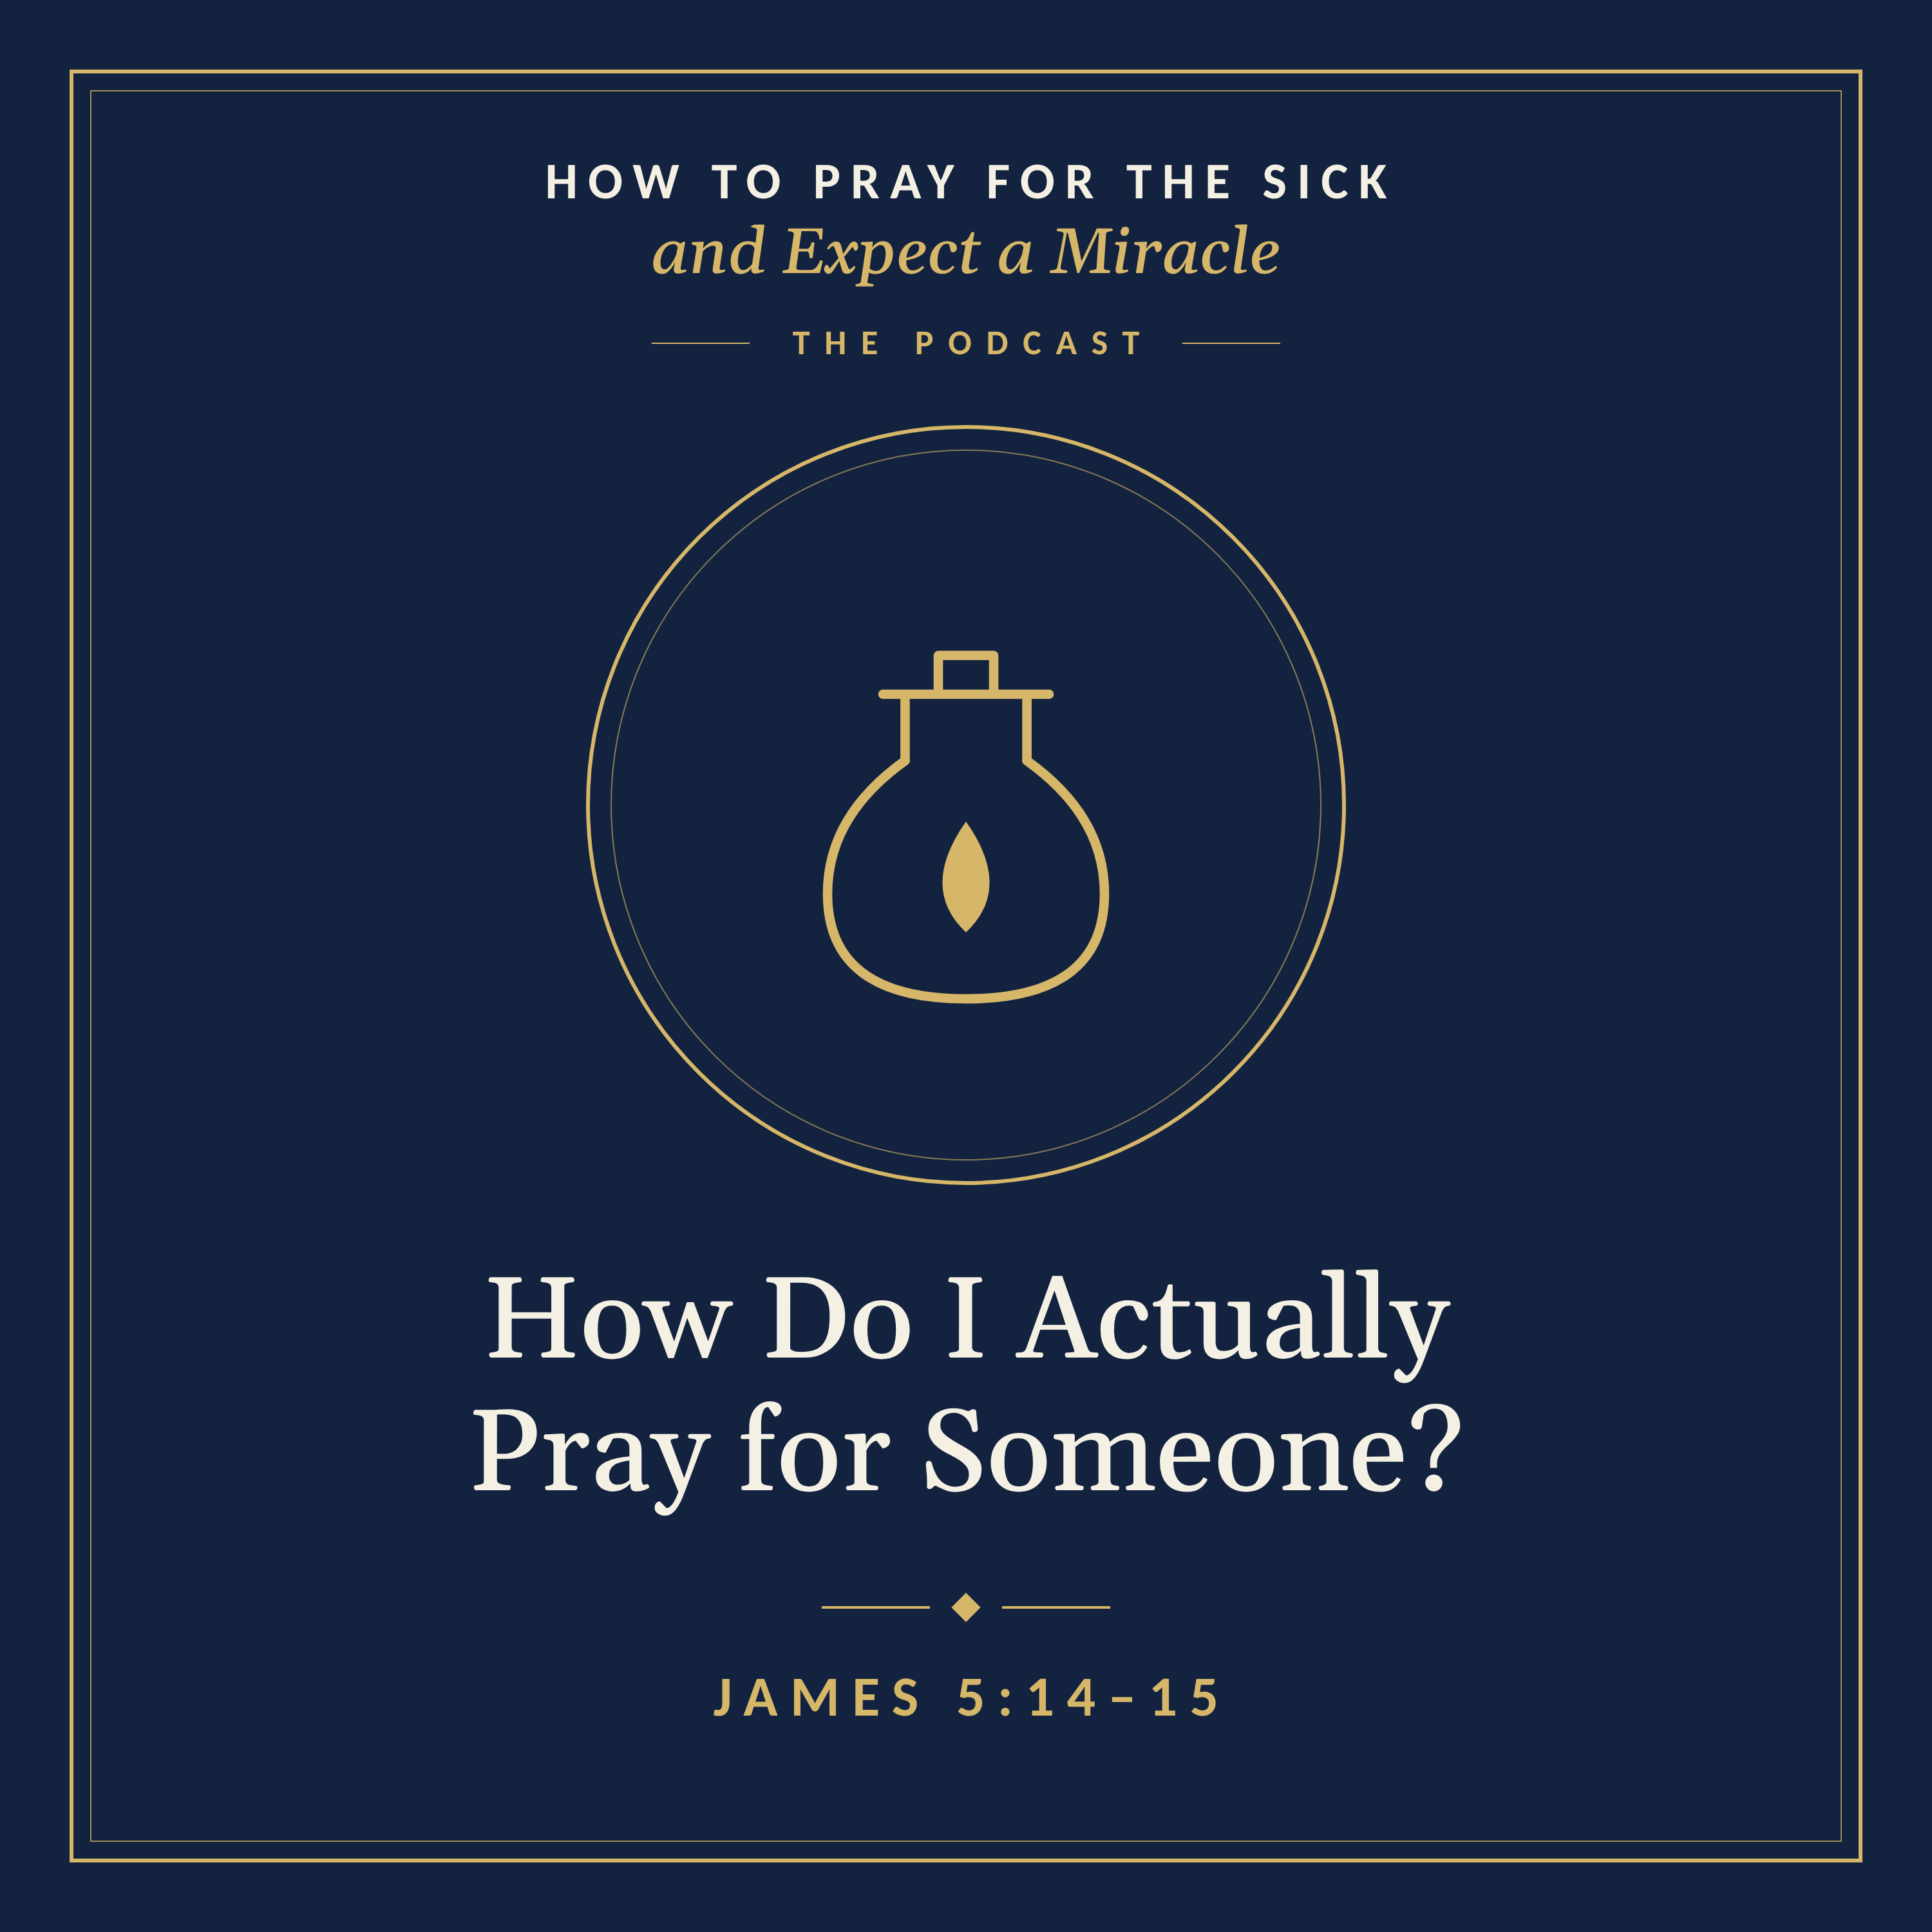 HOW TO PRAY FOR THE SICK
and Expect a Miracle
THE PODCAST
How Do I Actually
Pray for Someone?
JAMES 5:14–15